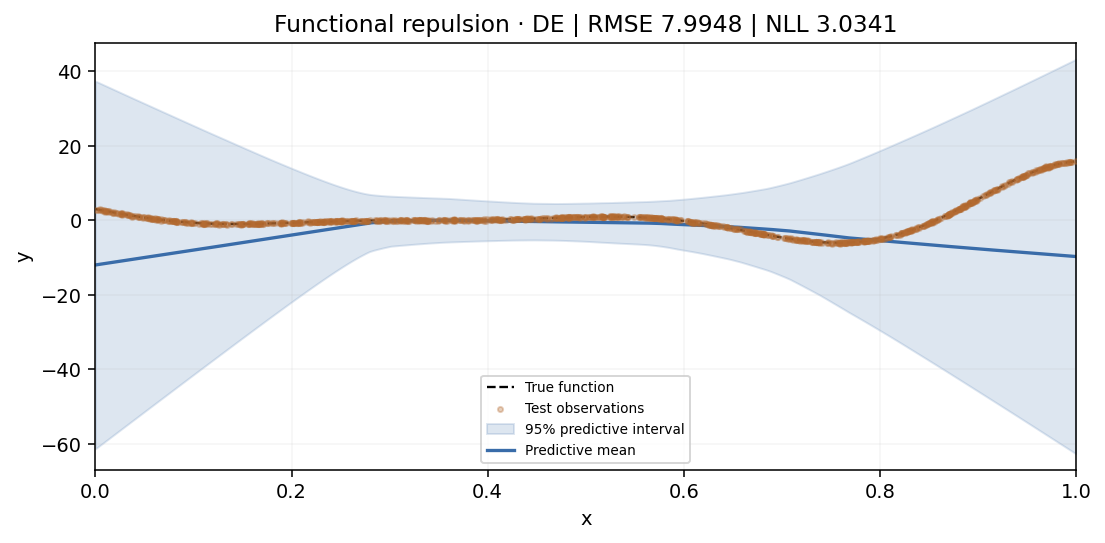 Functional repulsion · DE | RMSE 7.9948 | NLL 3.0341
40
20
0
−20
−40
−60
y
True function
Test observations
95% predictive interval
Predictive mean
0.0 0.2 0.4 0.6 0.8 1.0
x